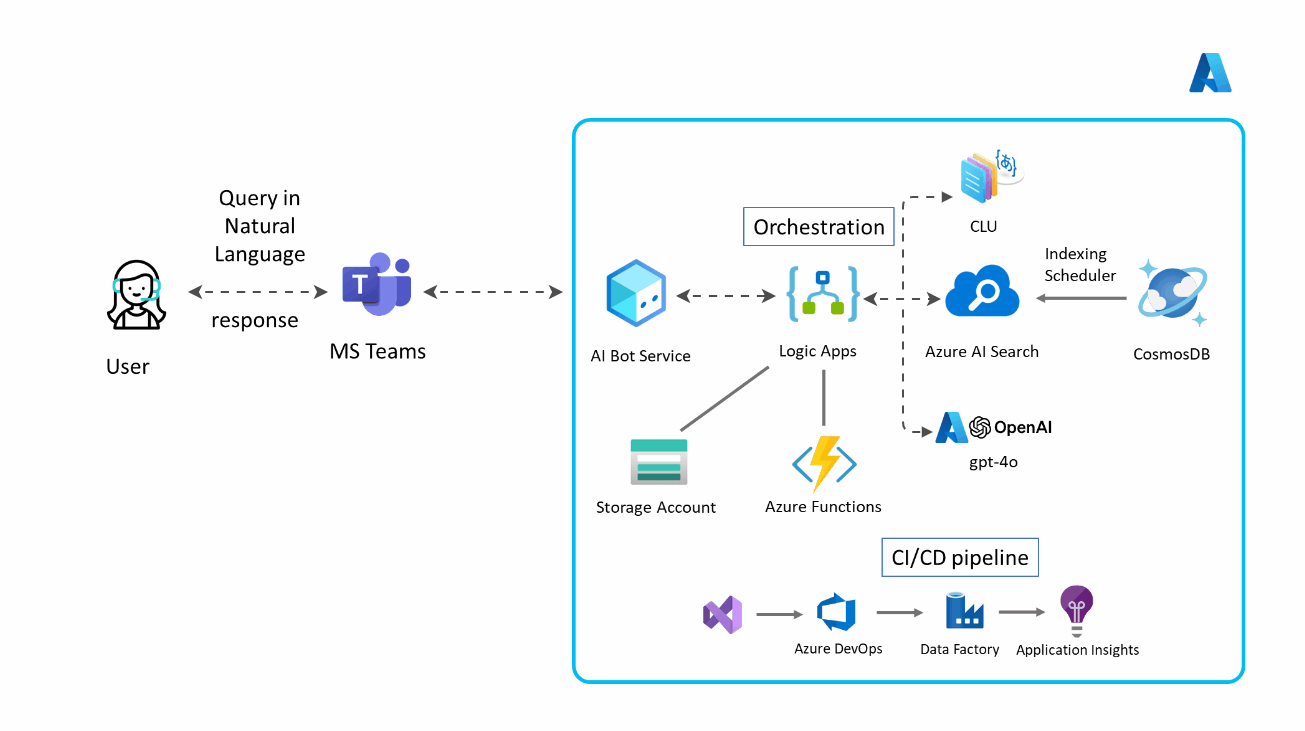 Query in
Natural
Language
response
User
T
MS Teams
AI Bot Service
Orchestration
Logic Apps
{あ}
CLU
Azure AI Search
Indexing
Scheduler
CosmosDB
OpenAI
gpt-4o
Storage Account
Azure Functions
CI/CD pipeline
Azure DevOps
Data Factory
Application Insights